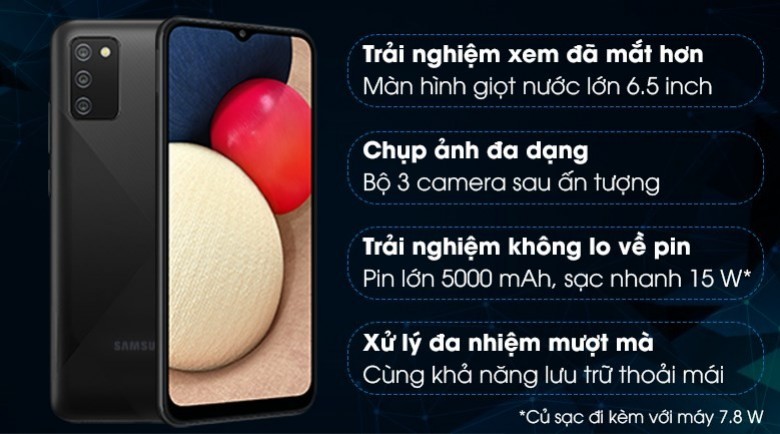 SAMSU
Trải nghiệm xem đã mắt hơn
Màn hình giọt nước lớn 6.5 inch
Chụp ảnh đa dạng
Bộ 3 camera sau ấn tượng
Trải nghiệm không lo về pin
Pin lớn 5000 mAh, sạc nhanh 15 W*
Xử lý đa nhiệm mượt mà
Cùng khả năng lưu trữ thoải mái
*Củ sạc đi kèm với máy 7.8 W